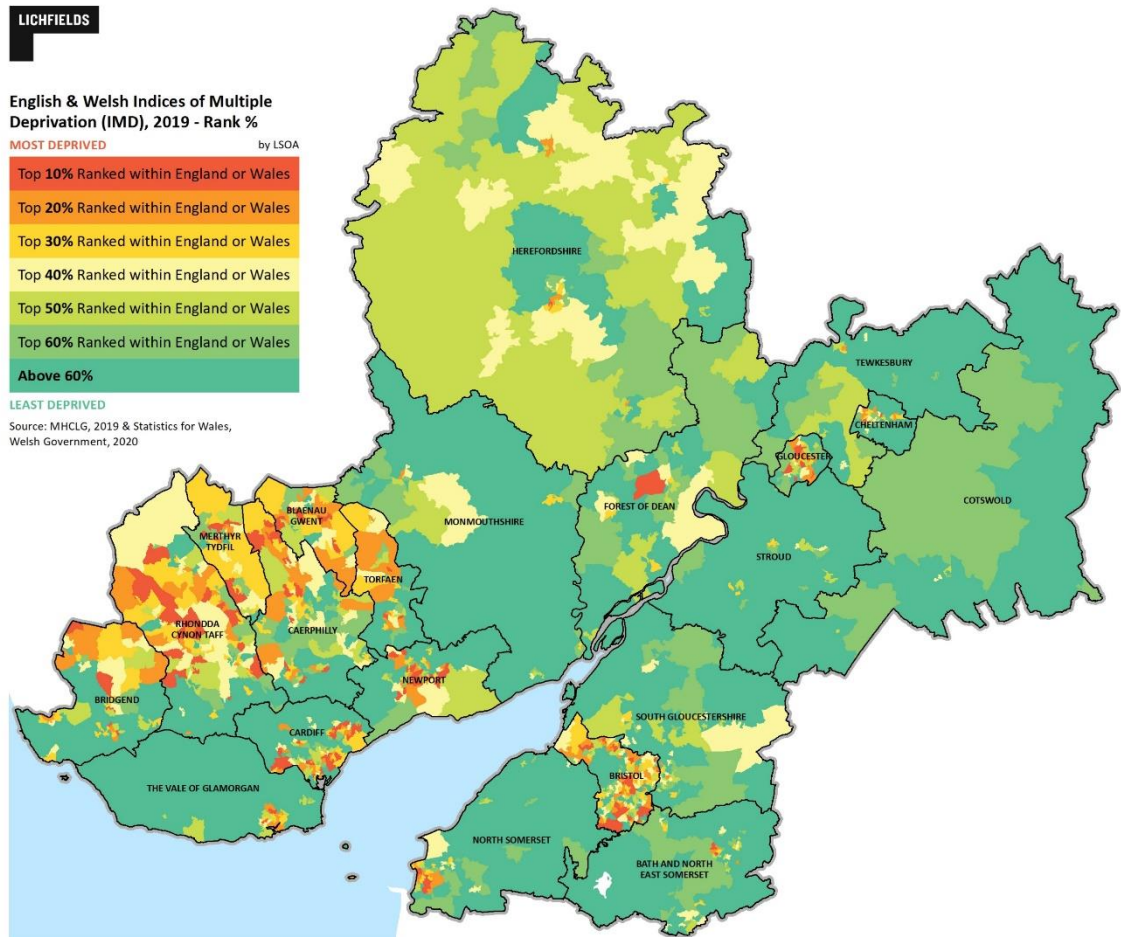 LICHFIELDS
English & Welsh Indices of Multiple
Deprivation (IMD), 2019 - Rank %
MOST DEPRIVED
by LSOA
Top 10% Ranked within England or Wales
Top 20% Ranked within England or Wales
Top 30% Ranked within England or Wales
Top 40% Ranked within England or Wales
Top 50% Ranked within England or Wales
Top 60% Ranked within England or Wales
Above 60%
LEAST DEPRIVED
Source: MHCLG, 2019 & Statistics for Wales,
Welsh Government, 2020
HEREFORDSHIRE
TEWKESBURY
CHELTENHAM
GLOUCESTER
COTSWOLD
FOREST OF DEAN
MONMOUTHSHIRE
BLAENAU
GWENT
MERTHYR
TYDFIL
TORFAEN
STROUD
RHONDDA
CYNON TAFF
CAERPHILLY
NEWPORT
BRIDGEND
SOUTH GLOUCESTERSHIRE
CARDIFF
BRISTOL
THE VALE OF GLAMORGAN
NORTH SOMERSET
BATH AND NORTH
EAST SOMERSET